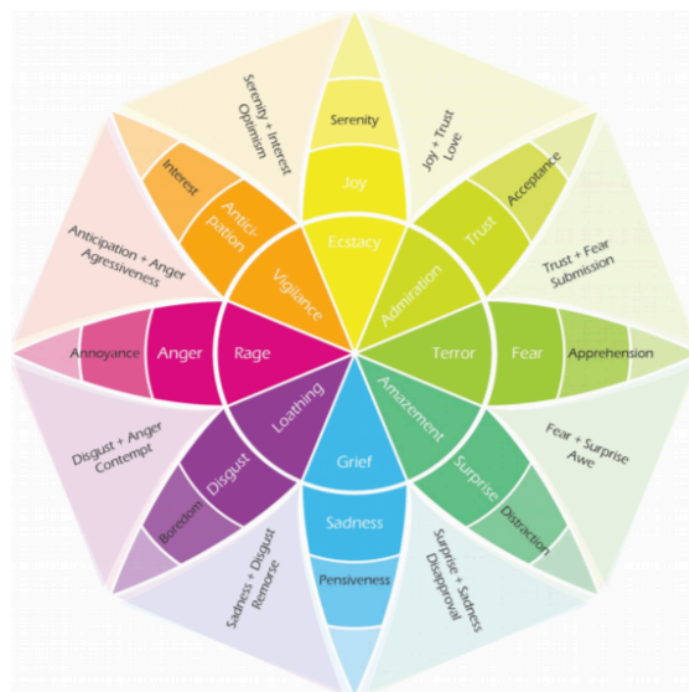 Serenity + Interest
Optimism
Serenity
Joy
Ecstacy
Joy + Trust
Love
Acceptance
Trust
Admiration
Trust + Fear
Submission
Terror
Fear
Apprehension
Fear + Surprise
Awe
Amazement
Surprise
Distraction
Surprise + Sadness
Disapproval
Grief
Sadness
Pensiveness
Sadness + Disgust
Remorse
Loathing
Disgust
Boredom
Disgust + Anger
Contempt
Rage
Anger
Annoyance
Anticipation + Anger
Agressiveness
Interest
Antici-
pation
Vigilance